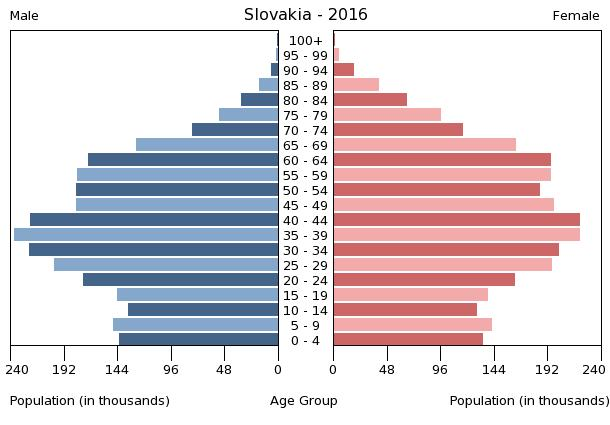 Slovakia - 2016
Male
Female
100+
95 - 99
90 - 94
85 - 89
80 - 84
75 - 79
70 - 74
65 - 69
60 - 64
55 - 59
50 - 54
45 - 49
40 - 44
35 - 39
30 - 34
25 - 29
20 - 24
15 - 19
10 - 14
5 - 9
0 - 4
240 192 144 96 48 0 0 48 96 144 192 240
Population (in thousands) Age Group Population (in thousands)